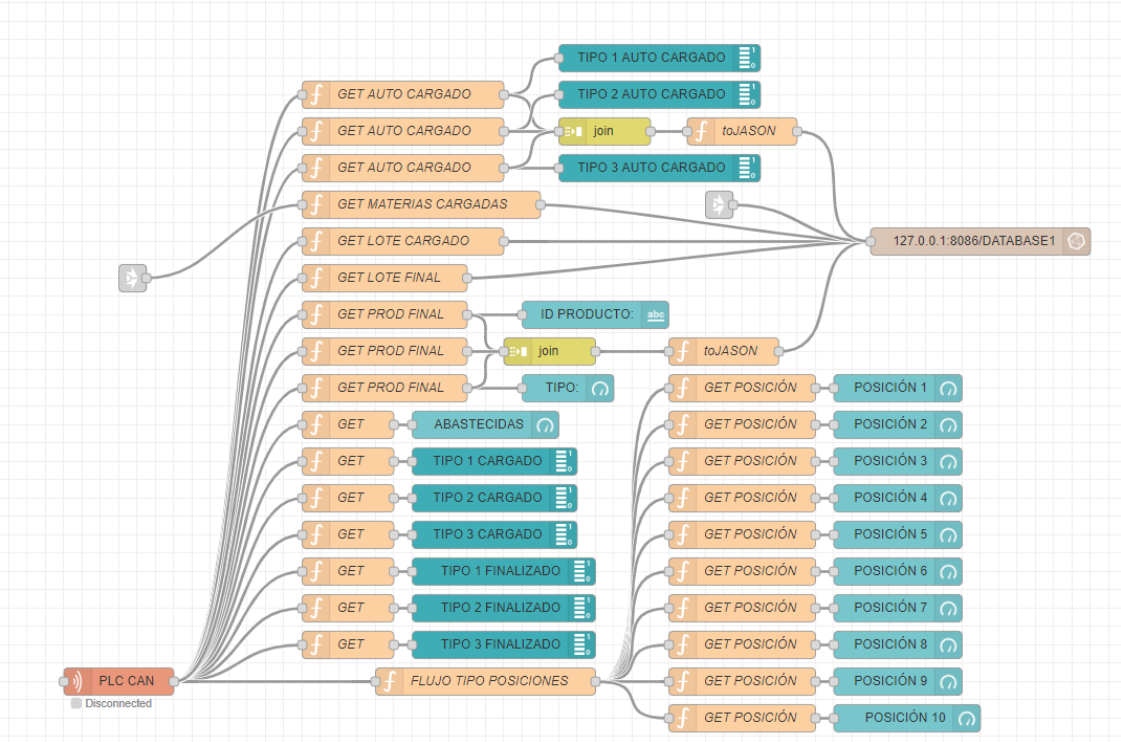 TIPO 1 AUTO CARGADO
GET AUTO CARGADO
TIPO 2 AUTO CARGADO
GET AUTO CARGADO
join
toJASON
GET AUTO CARGADO
TIPO 3 AUTO CARGADO
GET MATERIAS CARGADAS
GET LOTE CARGADO
127.0.0.1:8086/DATABASE1
GET LOTE FINAL
GET PROD FINAL
ID PRODUCTO:
abc
GET PROD FINAL
join
toJASON
GET PROD FINAL
TIPO:
GET POSICIÓN
POSICIÓN 1
GET
ABASTECIDAS
GET POSICIÓN
POSICIÓN 2
GET
TIPO 1 CARGADO
GET POSICIÓN
POSICIÓN 3
GET
TIPO 2 CARGADO
GET POSICIÓN
POSICIÓN 4
GET
TIPO 3 CARGADO
GET POSICIÓN
POSICIÓN 5
GET
TIPO 1 FINALIZADO
GET POSICIÓN
POSICIÓN 6
GET
TIPO 2 FINALIZADO
GET POSICIÓN
POSICIÓN 7
GET
TIPO 3 FINALIZADO
GET POSICIÓN
POSICIÓN 8
PLC CAN
Disconnected
FLUJO TIPO POSICIONES
GET POSICIÓN
POSICIÓN 9
GET POSICIÓN
POSICIÓN 10